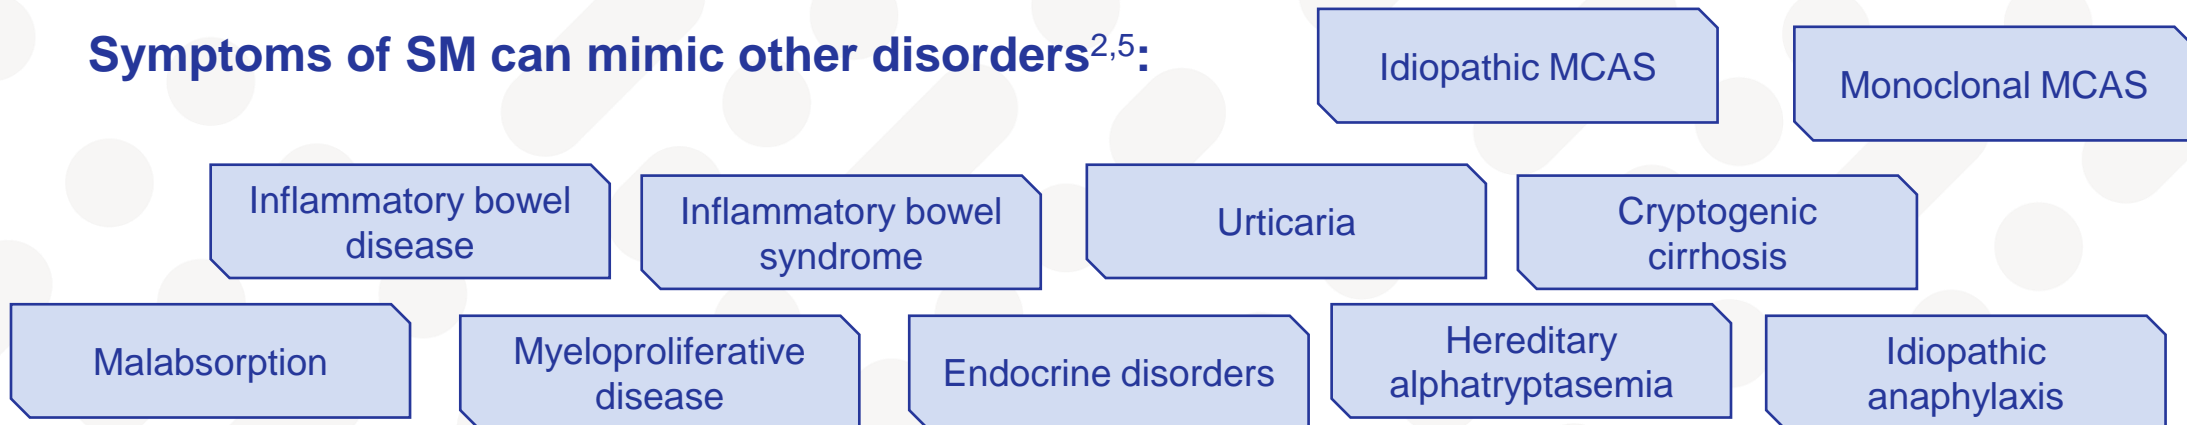 Symptoms of SM can mimic other disorders2,5:
Idiopathic MCAS
Monoclonal MCAS
Inflammatory bowel
disease
Inflammatory bowel
syndrome
Urticaria
Cryptogenic
cirrhosis
Malabsorption
Myeloproliferative
disease
Endocrine disorders
Hereditary
alphatryptasemia
Idiopathic
anaphylaxis